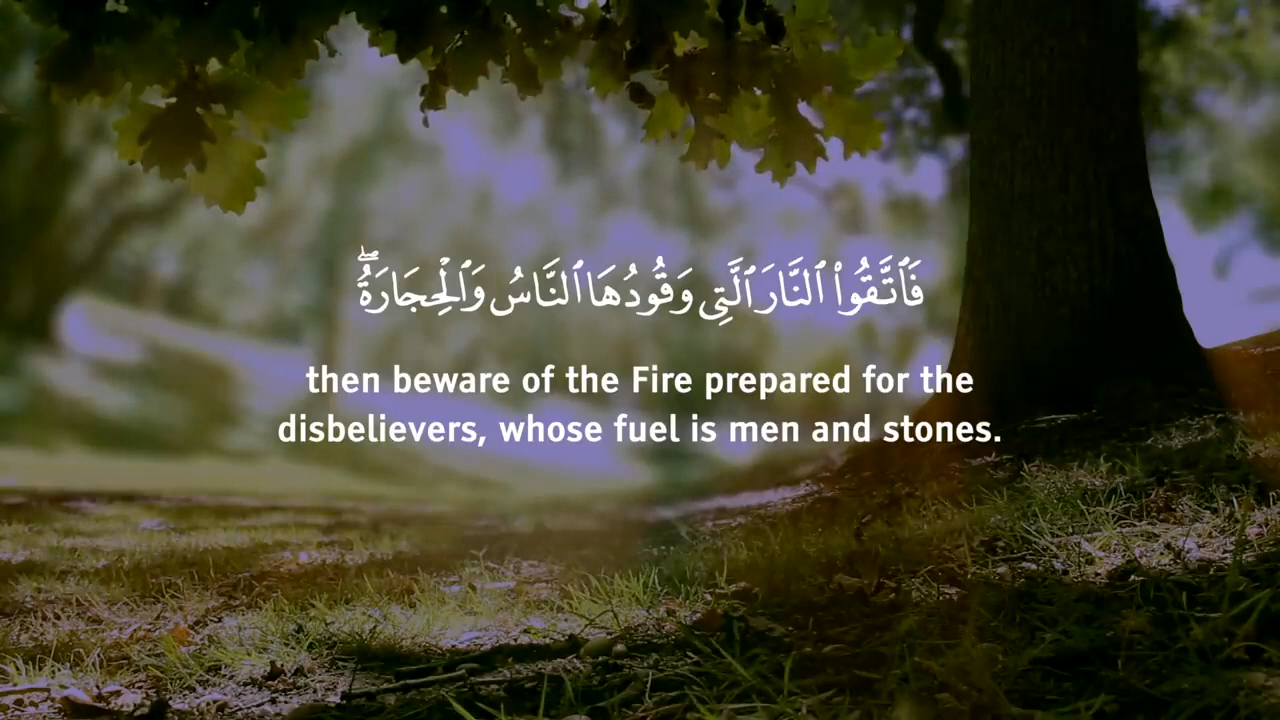 فَٱتَّقُوا۟ ٱلنَّارَ ٱلَّتِى وَقُودُهَا ٱلنَّاسُ وَٱلْحِجَارَةُ ۖ
then beware of the Fire prepared for the
disbelievers, whose fuel is men and stones.